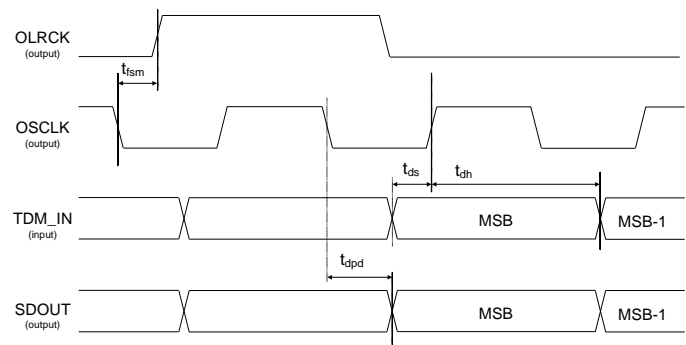 OLRCK
(output)
tfsm
OSCLK
(output)
tds
tdh
TDM_IN
(input)
MSB
MSB-1
tdpd
SDOUT
(output)
MSB
MSB-1